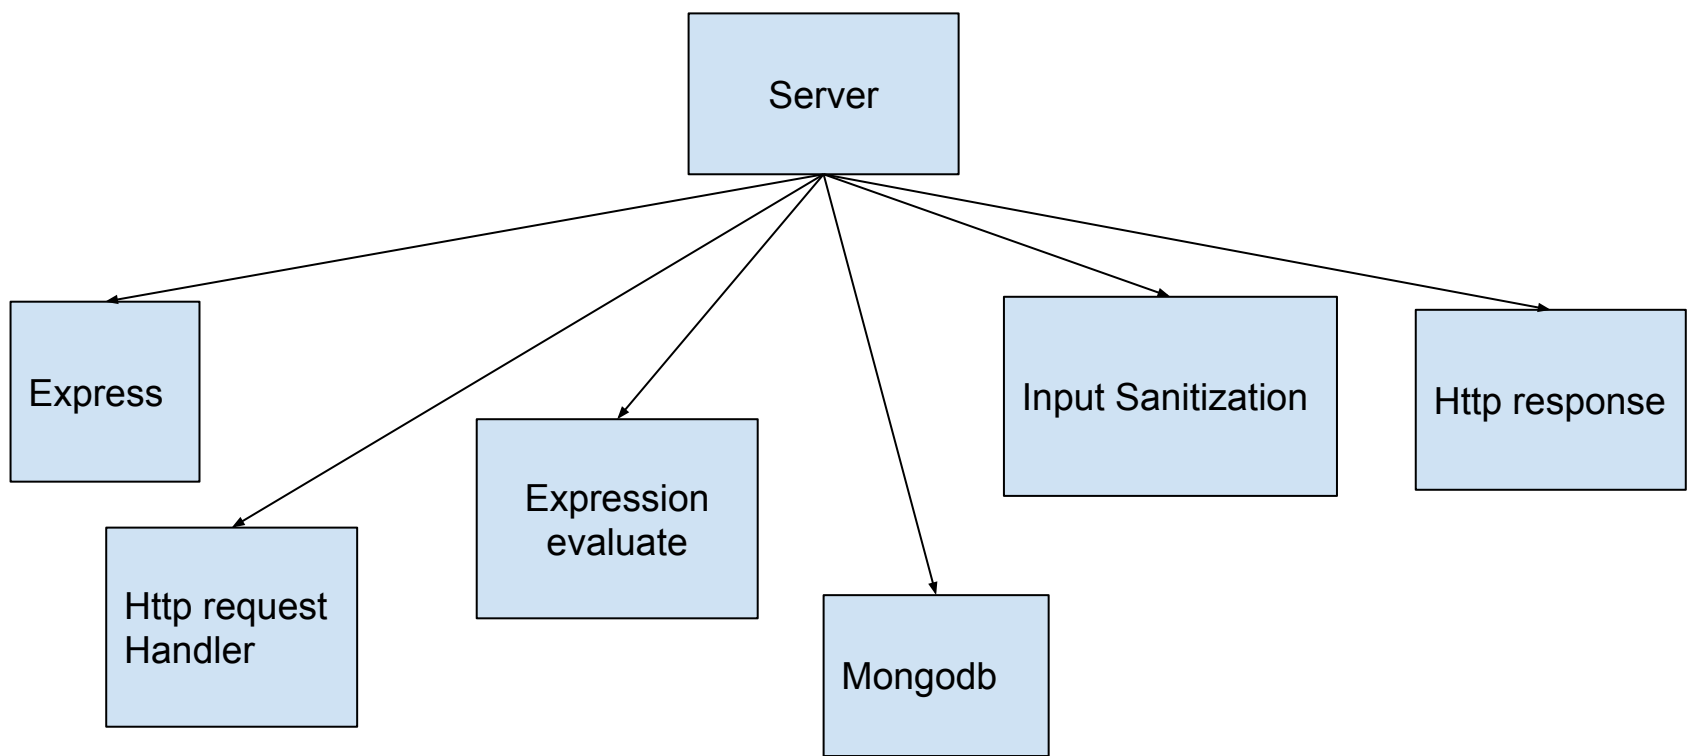 Server
Express
Http request
Handler
Expression
evaluate
Mongodb
Input Sanitization
Http response